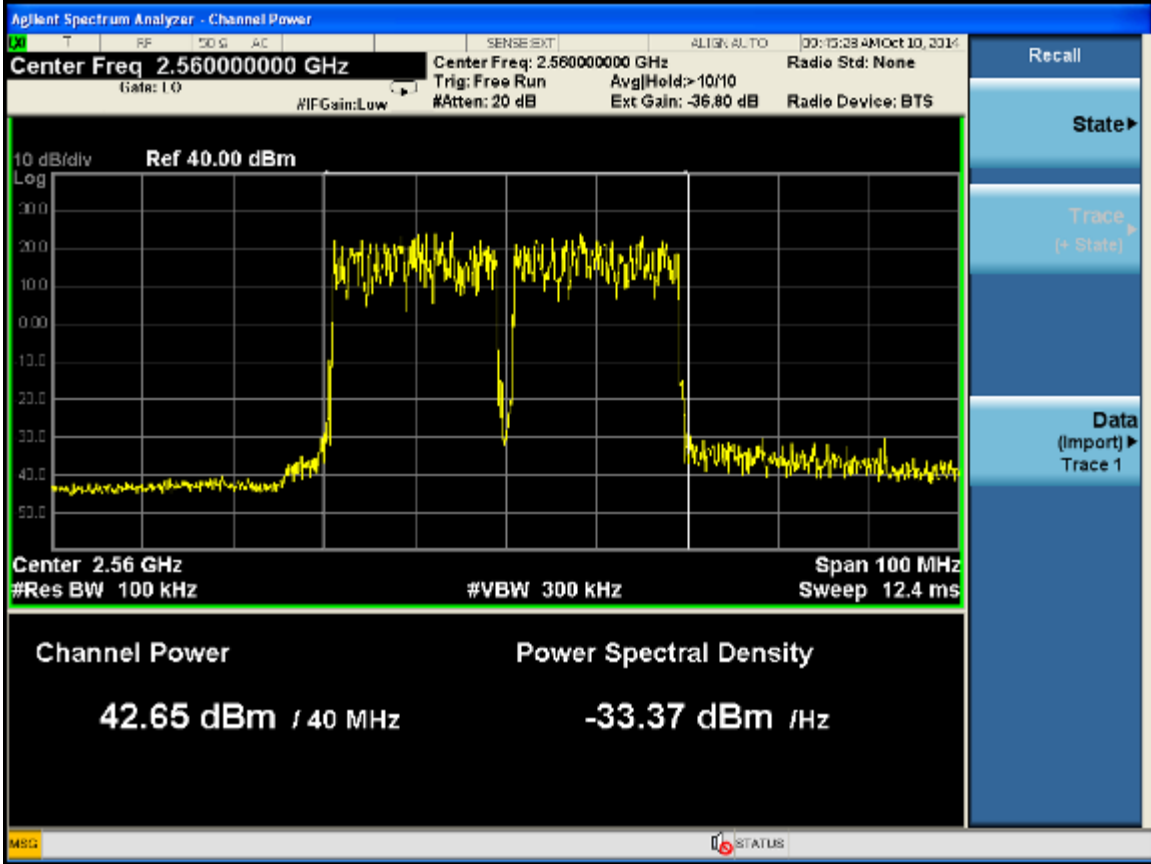 Agilent Spectrum Analyzer - Channel Power
LXI T RF 50 Ω AC SENSE:EXT ALIGN AUTO AM Oct 10, 2014
Center Freq 2.560000000 GHz
Gate: LO
#IFGain:Low
Center Freq: 2.560000000 GHz
Trig: Free Run Avg|Hold:>10/10
#Atten: 20 dB Ext Gain: -36.80 dB
Radio Std: None
Radio Device: BTS
10 dB/div Ref 40.00 dBm
Log
30.0
20.0
10.0
0.00
-10.0
-20.0
-30.0
-40.0
-50.0
Center 2.56 GHz Span 100 MHz
#Res BW 100 kHz #VBW 300 kHz Sweep 12.4 ms
Channel Power
42.65 dBm / 40 MHz
Power Spectral Density
-33.37 dBm /Hz
Recall
State
Trace
(+ State)
Data
(Import)
Trace 1
MSG STATUS